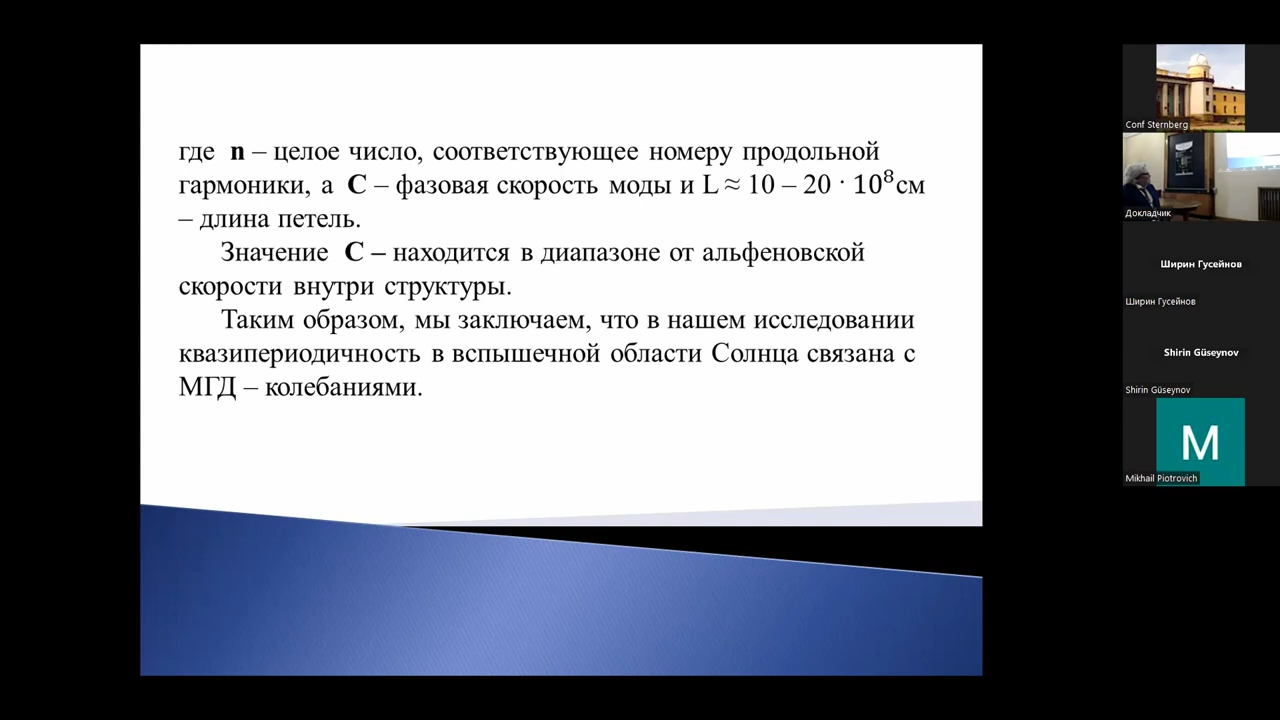 где n – целое число, соответствующее номеру продольной
гармоники, а C – фазовая скорость моды и L ≈ 10 – 20 · 10⁸см
– длина петель.
Значение C – находится в диапазоне от альфеновской
скорости внутри структуры.
Таким образом, мы заключаем, что в нашем исследовании
квазипериодичность в вспышечной области Солнца связана с
МГД – колебаниями.
Conf Sternberg
Докладчик
Ширин Гусейнов
Ширин Гусейнов
Shirin Güseynov
Shirin Güseynov
M
Mikhail Piotrovich